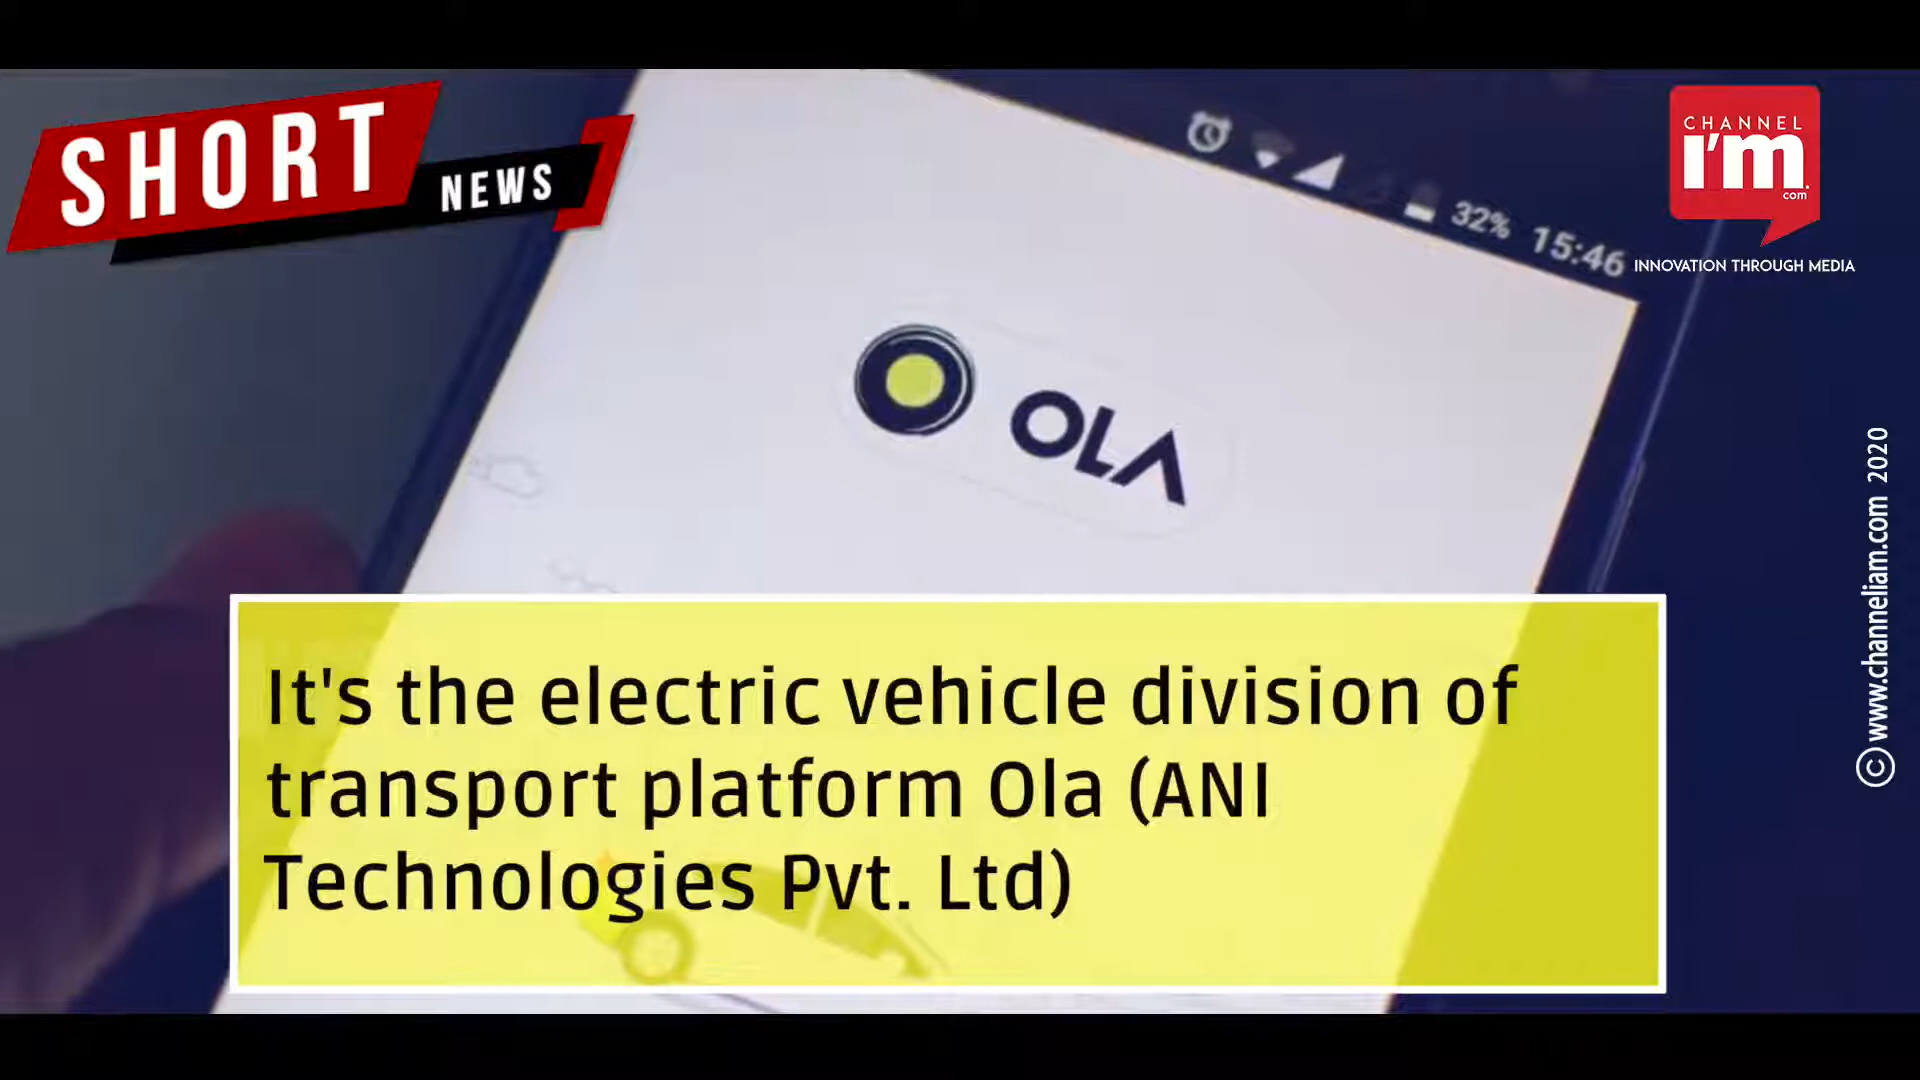 SHORT
NEWS
32% 15:46
CHANNEL
I'm.
com
INNOVATION THROUGH MEDIA
OLA
© www.channeliam.com 2020
It's the electric vehicle division of
transport platform Ola (ANI
Technologies Pvt. Ltd)